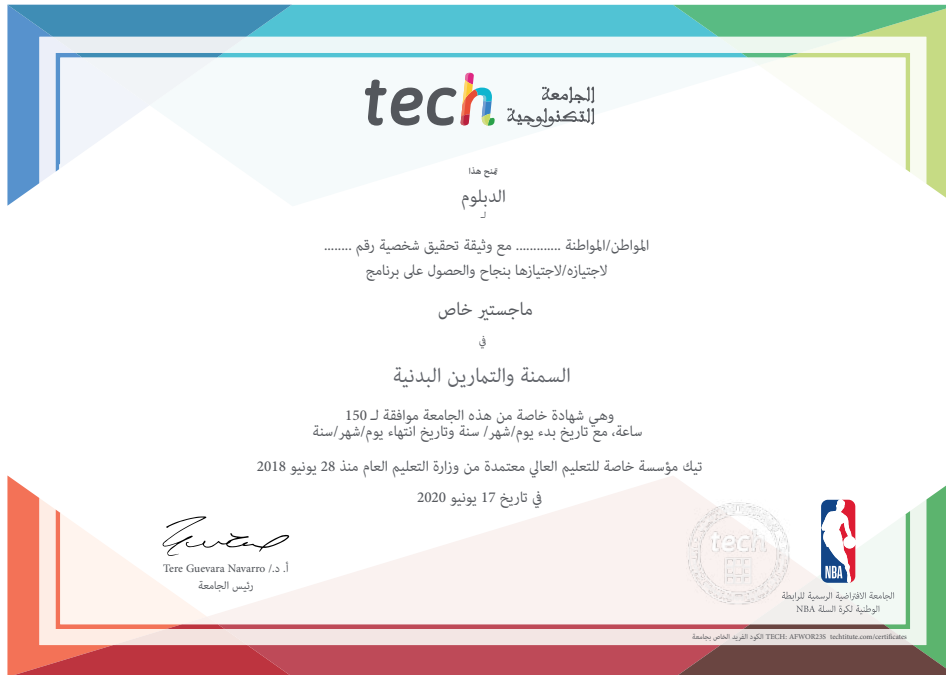 tech الجامعة
التكنولوجية
يمنح هذا
الدبلوم
لـ
المواطن/المواطنة ............. مع وثيقة تحقيق شخصية رقم ........
لاجتيازه/لاجتيازها بنجاح والحصول على برنامج
ماجستير خاص
في
السمنة والتمارين البدنية
وهي شهادة خاصة من هذه الجامعة موافقة لـ 150
ساعة، مع تاريخ بدء يوم/شهر/ سنة وتاريخ انتهاء يوم/شهر/سنة
تيك مؤسسة خاصة للتعليم العالي معتمدة من وزارة التعليم العام منذ 28 يونيو 2018
في تاريخ 17 يونيو 2020
أ. د./ Tere Guevara Navarro
رئيس الجامعة
tech
NBA
الجامعة الافتراضية الرسمية للرابطة
الوطنية لكرة السلة NBA
الكود الفريد الخاص بجامعة TECH: AFWOR23S techtitute.com/certificates